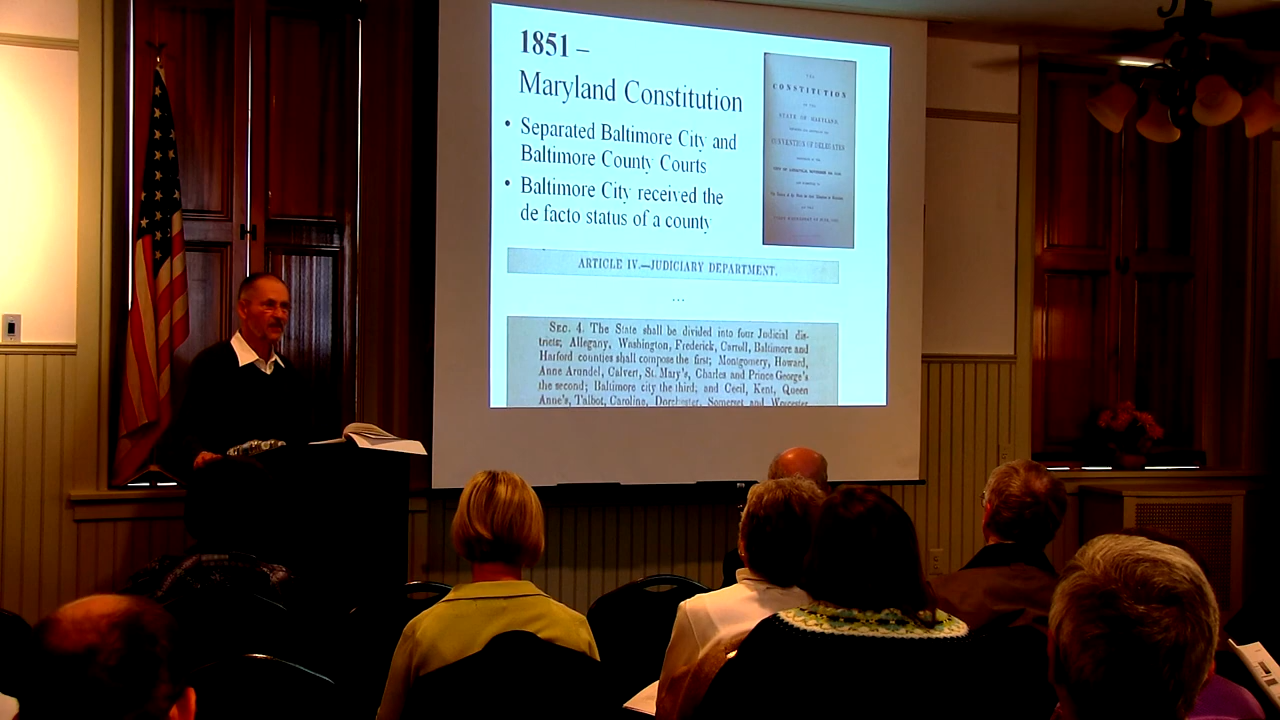 1851 –
Maryland Constitution
• Separated Baltimore City and
Baltimore County Courts
• Baltimore City received the
de facto status of a county
THE
CONSTITUTION
OF THE
STATE OF MARYLAND,
CONVENTION OF DELEGATES
ARTICLE IV.—JUDICIARY DEPARTMENT.
...
SEC. 4. The State shall be divided into four Judicial dis-
tricts; Allegany, Washington, Frederick, Carroll, Baltimore and
Harford counties shall compose the first; Montgomery, Howard,
Anne Arundel, Calvert, St. Mary's, Charles and Prince George's
the second; Baltimore city the third; and Cecil, Kent, Queen
Anne's, Talbot, Caroline, Dorchester, Somerset and Worcester